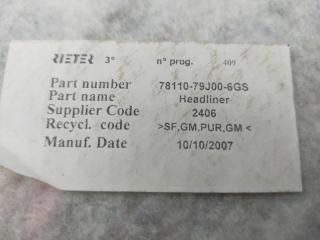 RIETER 3° n° prog. 409
Part number 78110-79J00-6GS
Part name Headliner
Supplier Code 2406
Recycl. code >SF,GM,PUR,GM <
Manuf. Date 10/10/2007